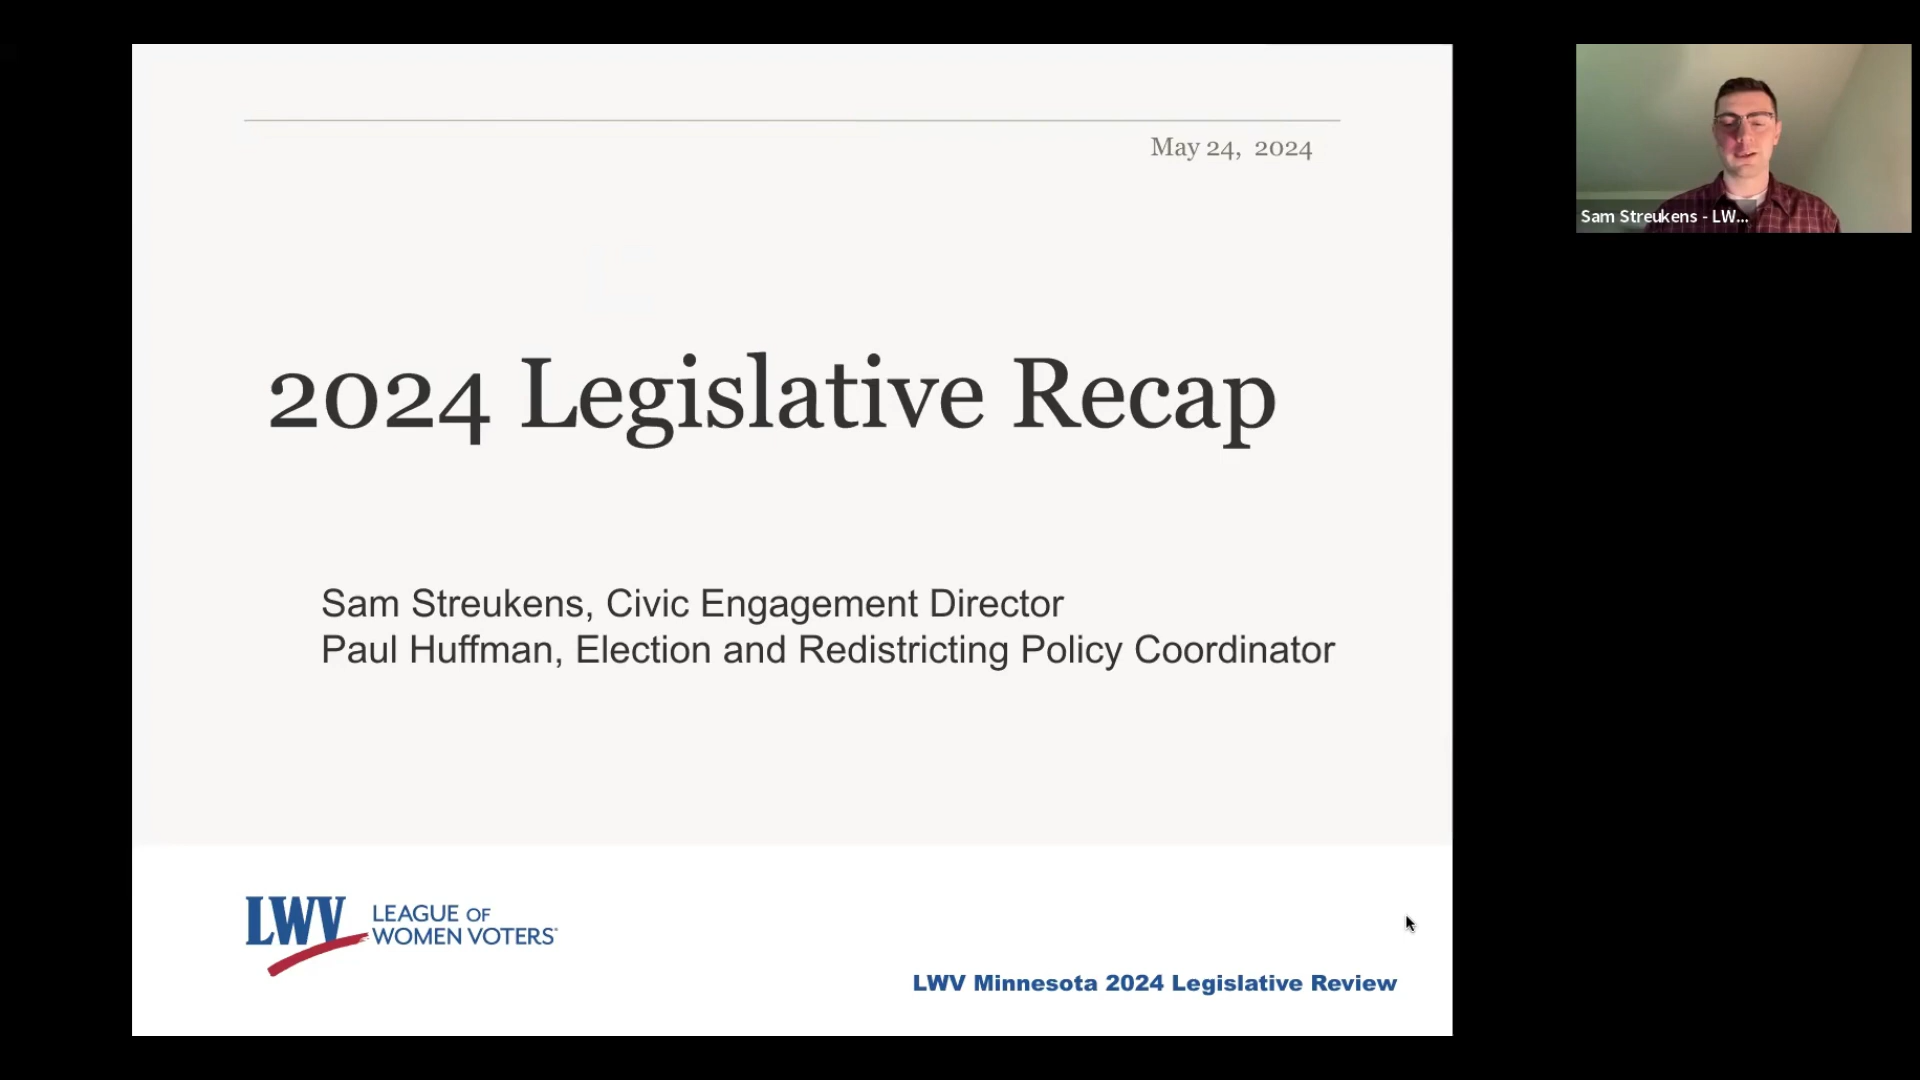 May 24, 2024
Sam Streukens - LW...
2024 Legislative Recap
Sam Streukens, Civic Engagement Director
Paul Huffman, Election and Redistricting Policy Coordinator
LWV LEAGUE OF
WOMEN VOTERS
LWV Minnesota 2024 Legislative Review